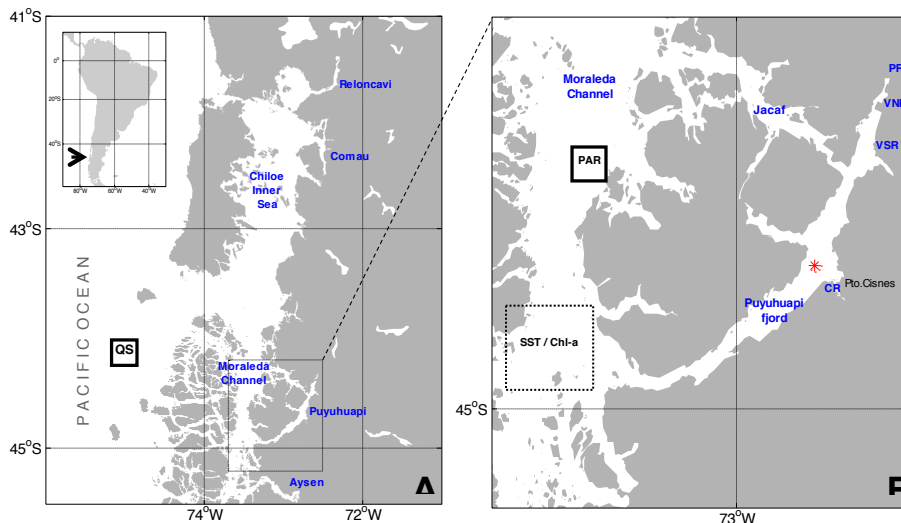 41°S
43°S
44°S
45°S
74°W
72°W
0°
20°S
40°S
80°W
60°W
40°W
Reloncavi
Comau
Chiloe
Inner
Sea
PACIFIC OCEAN
QS
Moraleda
Channel
Puyuhuapi
Aysen
A
Moraleda
Channel
PAR
Jacaf
VSR
CR
Pto.Cisnes
Puyuhuapi
fjord
SST / Chl-a
45°S
73°W